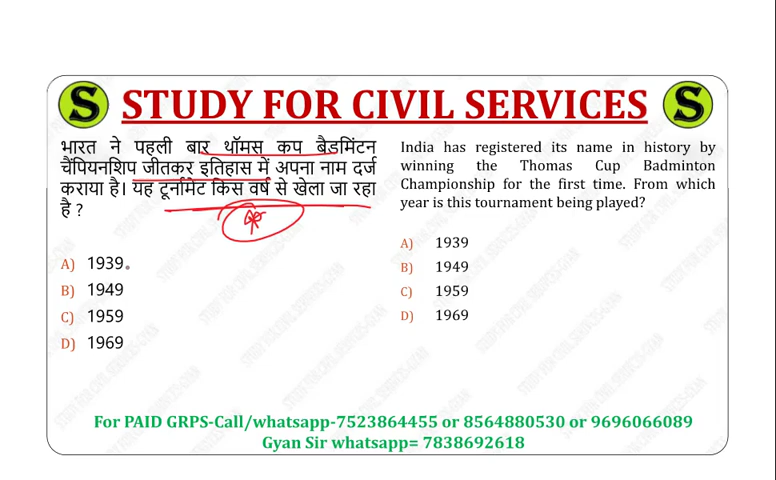 S STUDY FOR CIVIL SERVICES S
भारत ने पहली बार थॉमस कप बैडमिंटन
चैंपियनशिप जीतकर इतिहास में अपना नाम दर्ज
कराया है। यह टूर्नामेंट किस वर्ष से खेला जा रहा
है ?
A) 1939.
B) 1949
C) 1959
D) 1969
India has registered its name in history by
winning the Thomas Cup Badminton
Championship for the first time. From which
year is this tournament being played?
A) 1939
B) 1949
C) 1959
D) 1969
For PAID GRPS-Call/whatsapp-7523864455 or 8564880530 or 9696066089
Gyan Sir whatsapp= 7838692618